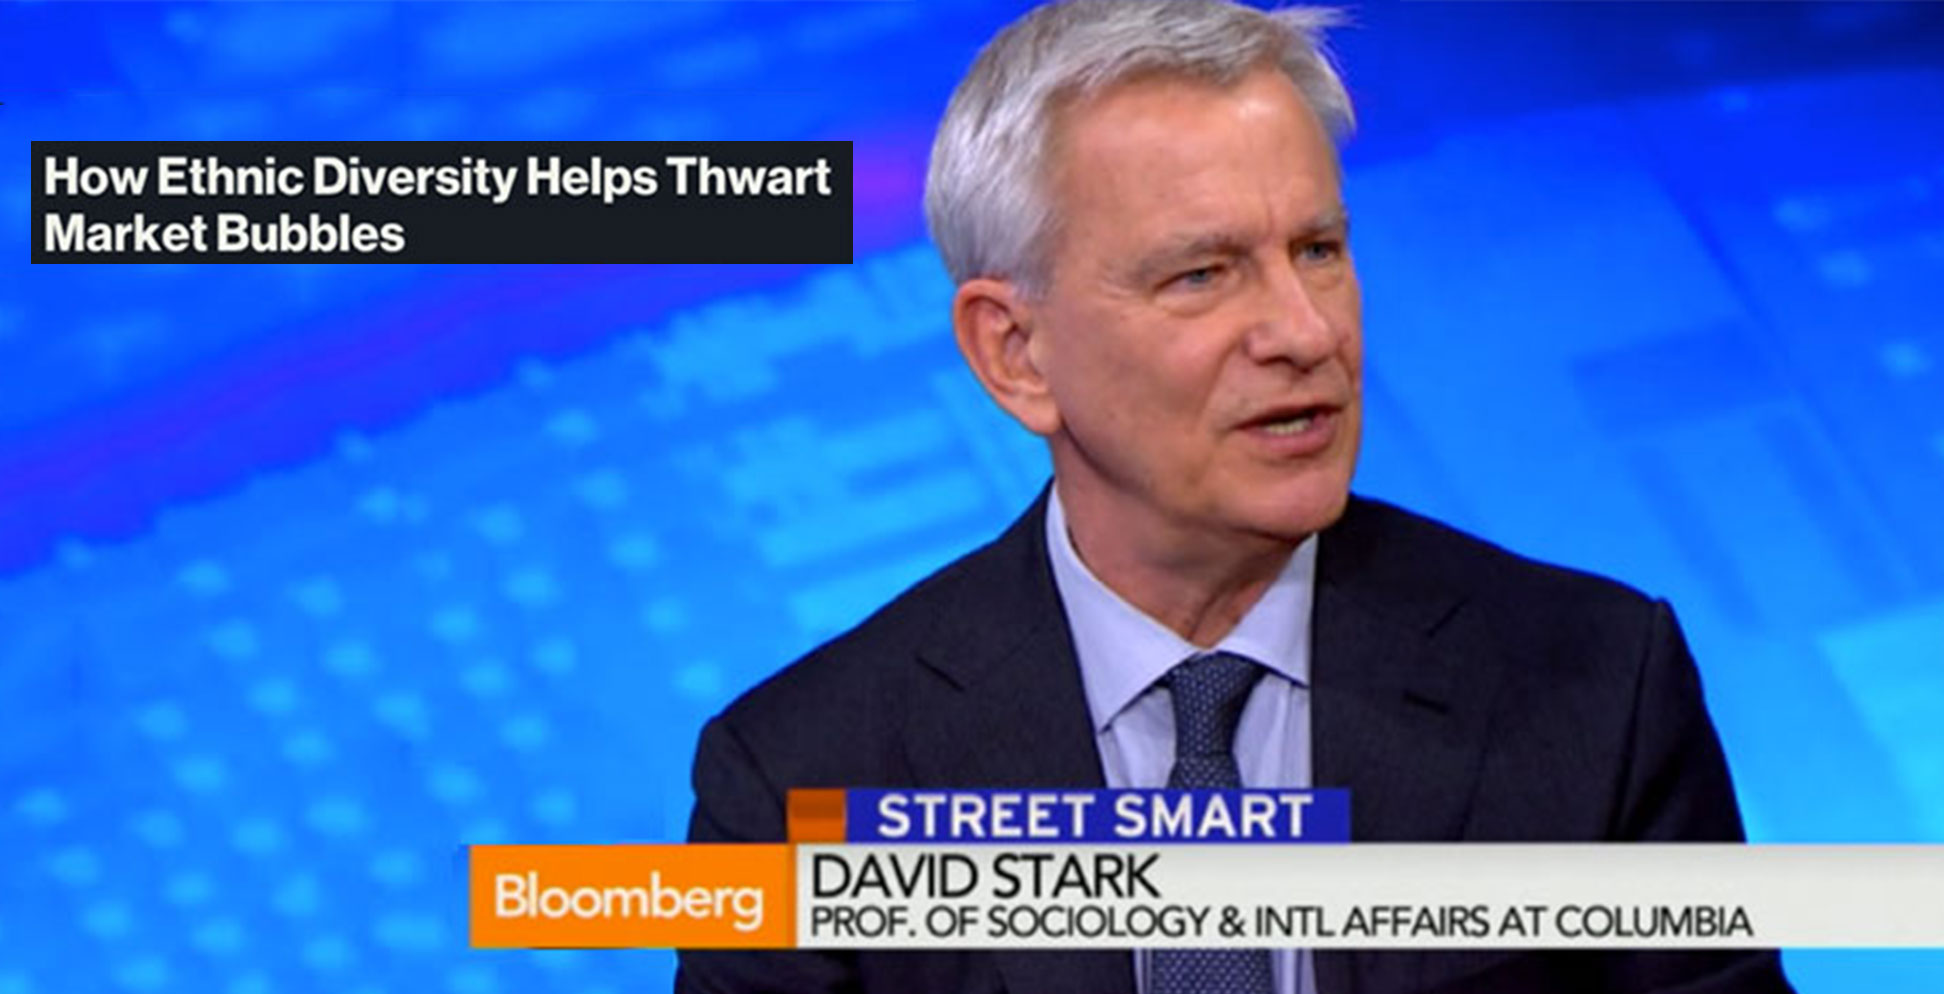 How Ethnic Diversity Helps Thwart
Market Bubbles
STREET SMART
Bloomberg
DAVID STARK
PROF. OF SOCIOLOGY & INTL AFFAIRS AT COLUMBIA